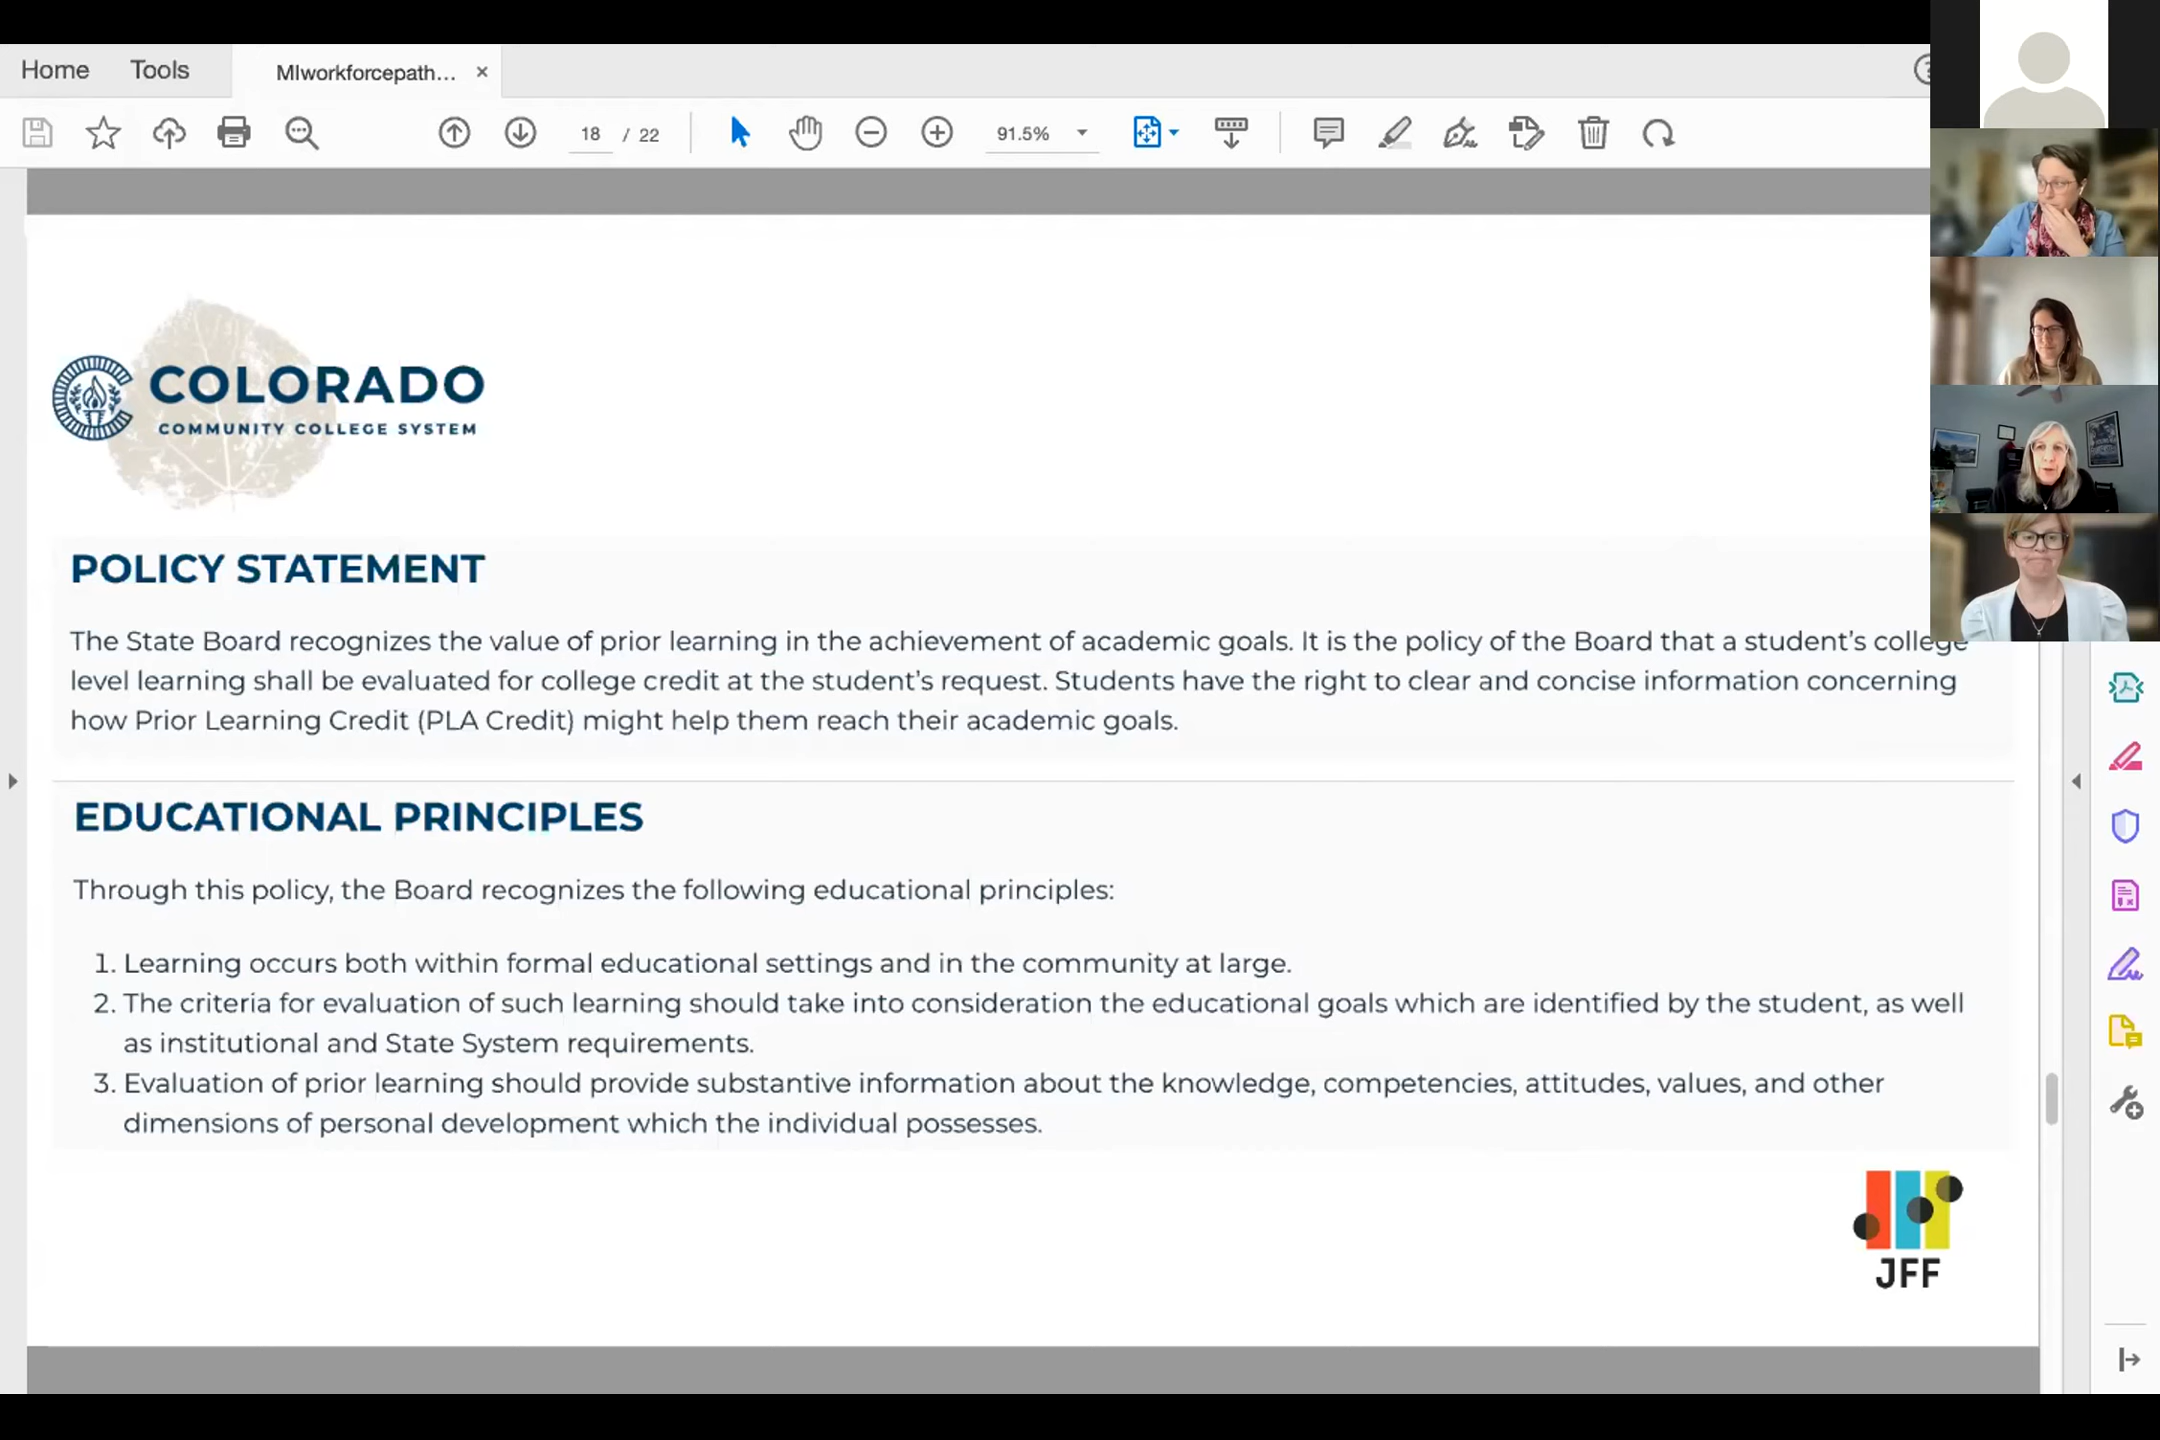 Home Tools MIworkforcepath... ×
18 / 22 91.5%
COLORADO
COMMUNITY COLLEGE SYSTEM
POLICY STATEMENT
The State Board recognizes the value of prior learning in the achievement of academic goals. It is the policy of the Board that a student's college
level learning shall be evaluated for college credit at the student's request. Students have the right to clear and concise information concerning
how Prior Learning Credit (PLA Credit) might help them reach their academic goals.
EDUCATIONAL PRINCIPLES
Through this policy, the Board recognizes the following educational principles:
1. Learning occurs both within formal educational settings and in the community at large.
2. The criteria for evaluation of such learning should take into consideration the educational goals which are identified by the student, as well
as institutional and State System requirements.
3. Evaluation of prior learning should provide substantive information about the knowledge, competencies, attitudes, values, and other
dimensions of personal development which the individual possesses.
JFF